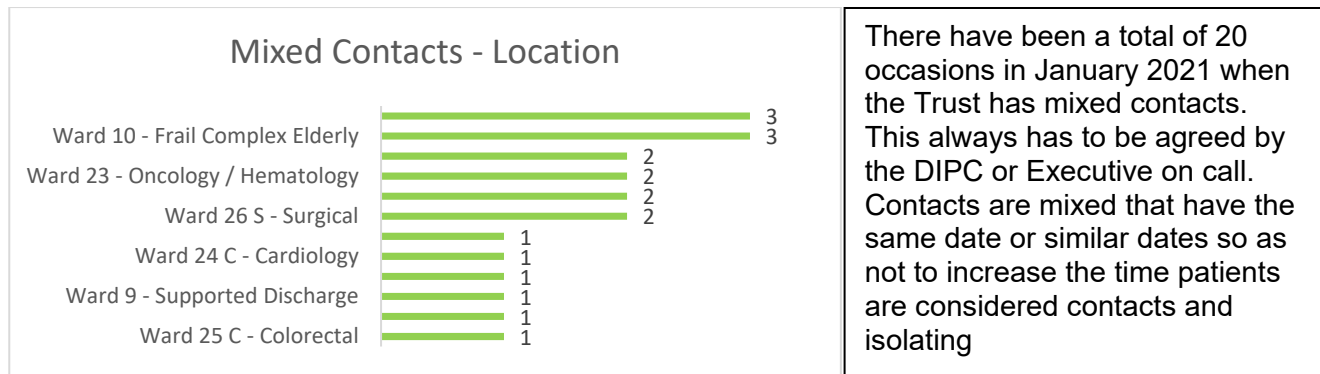 Mixed Contacts - Location
3
Ward 10 - Frail Complex Elderly 3
2
Ward 23 - Oncology / Hematology 2
2
Ward 26 S - Surgical 2
1
Ward 24 C - Cardiology 1
1
Ward 9 - Supported Discharge 1
1
Ward 25 C - Colorectal 1
There have been a total of 20
occasions in January 2021 when
the Trust has mixed contacts.
This always has to be agreed by
the DIPC or Executive on call.
Contacts are mixed that have the
same date or similar dates so as
not to increase the time patients
are considered contacts and
isolating